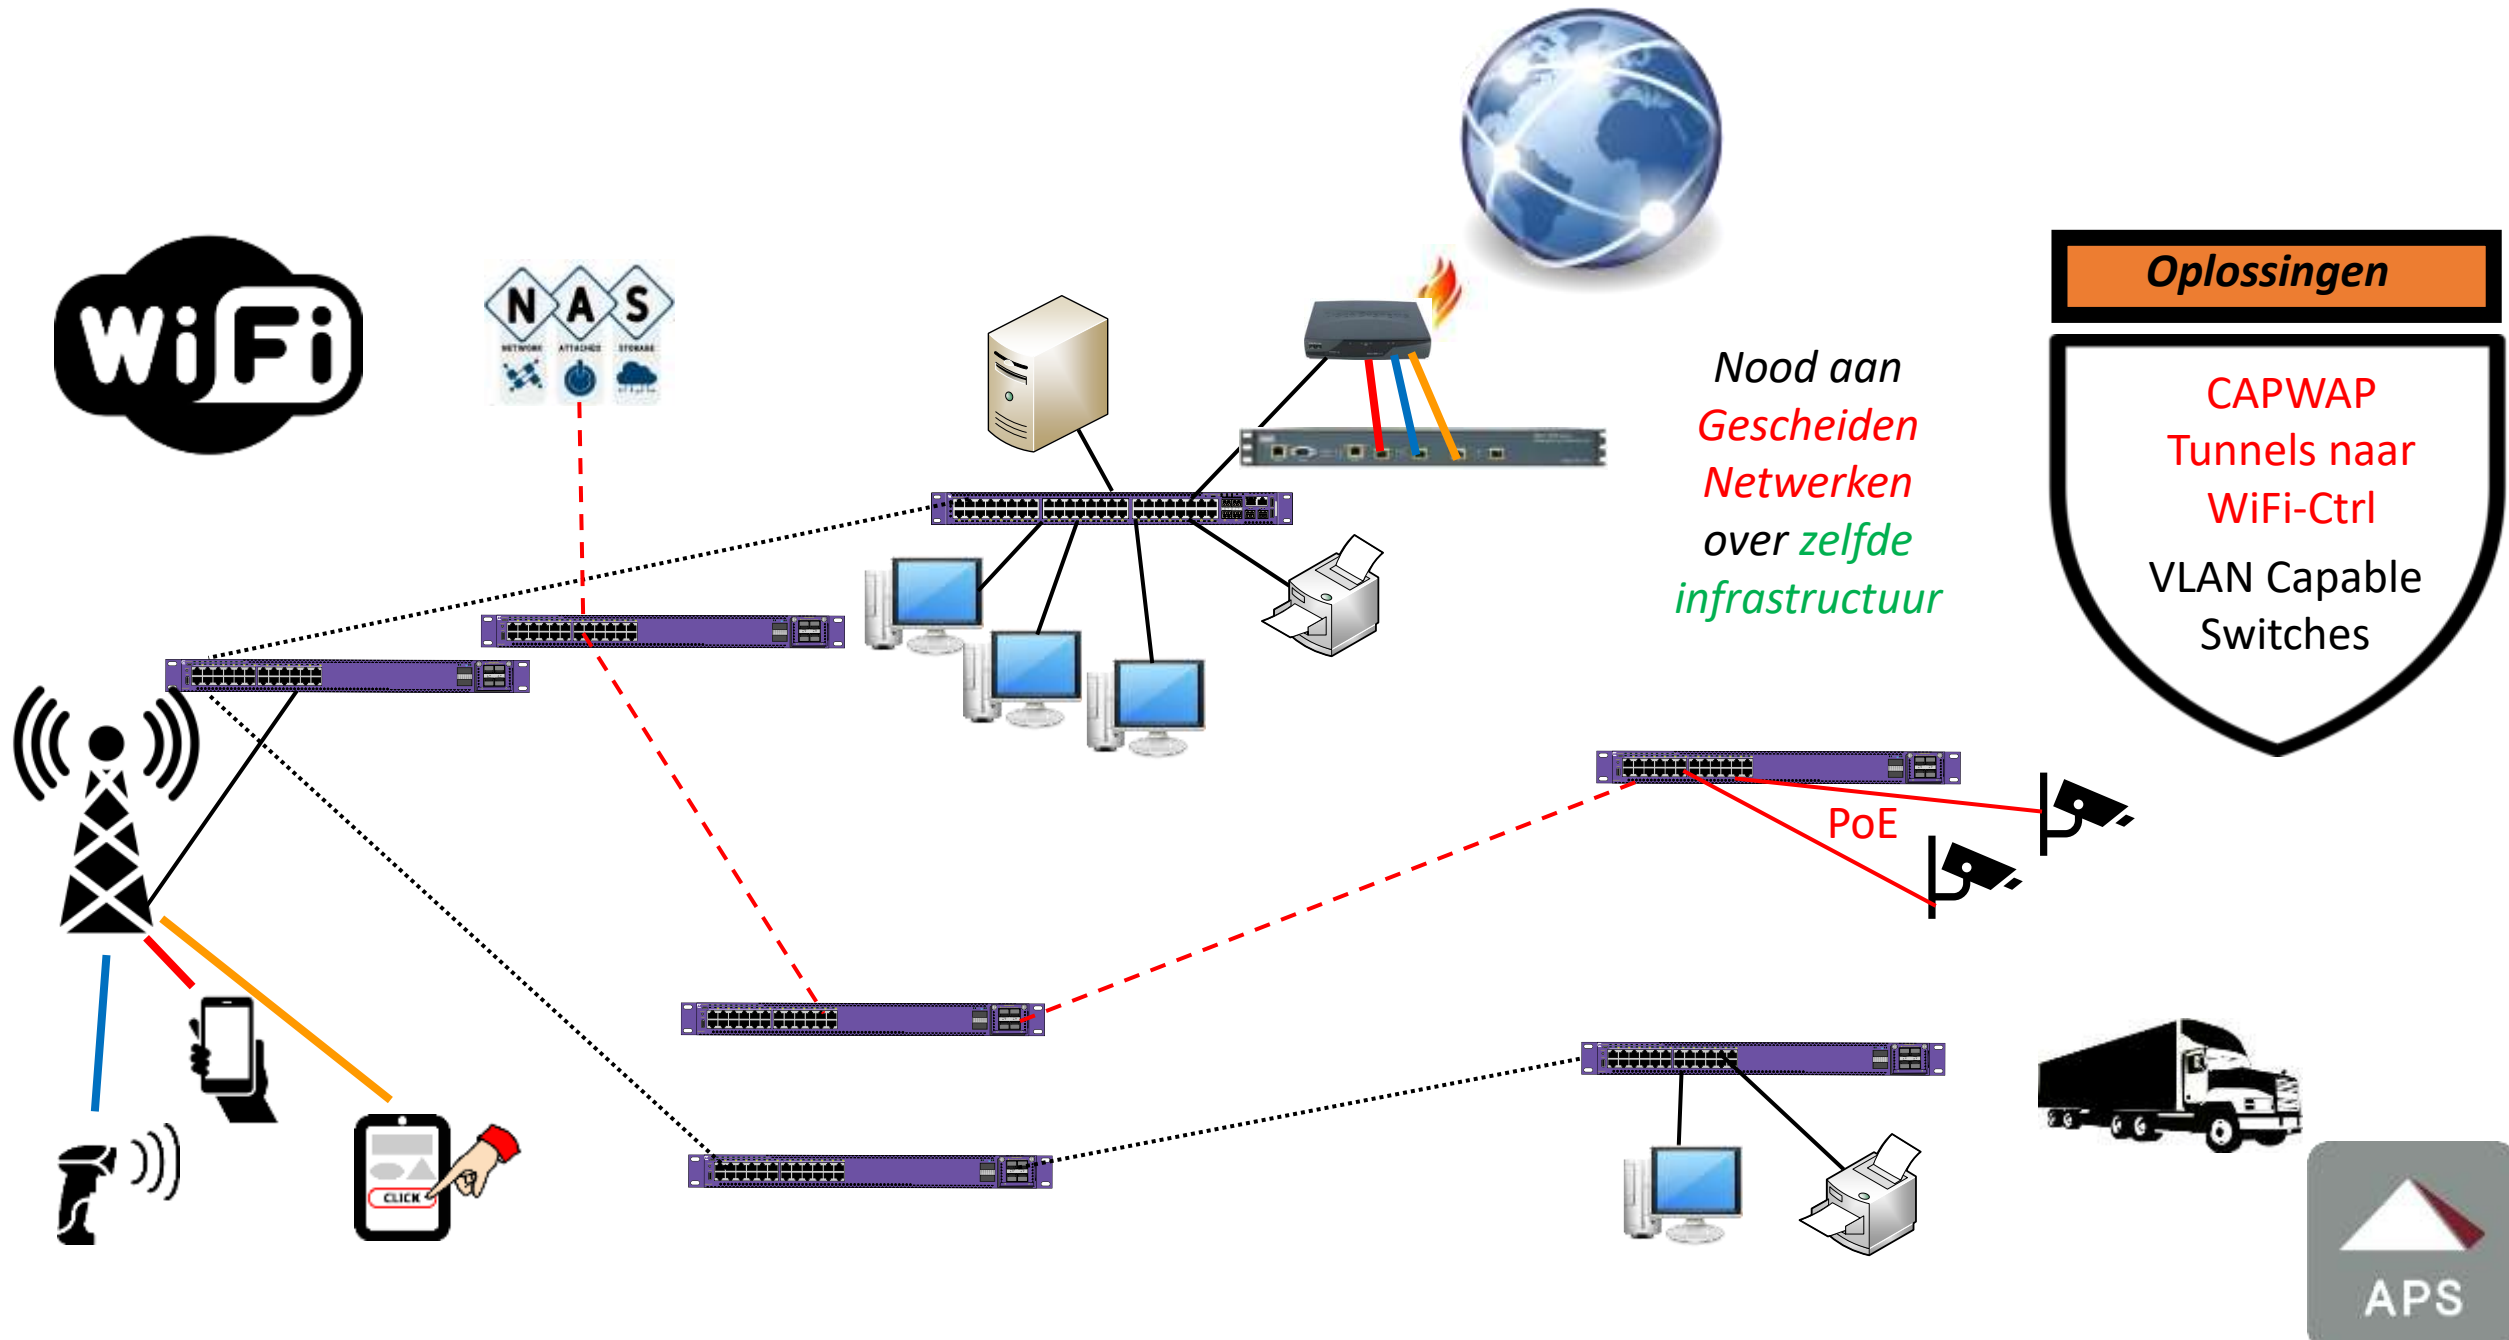 WiFi
NAS
NETWORK ATTACHED STORAGE
Oplossingen
Nood aan
Gescheiden
Netwerken
over zelfde
infrastructuur
CAPWAP
Tunnels naar
WiFi-Ctrl
VLAN Capable
Switches
PoE
CLICK
APS